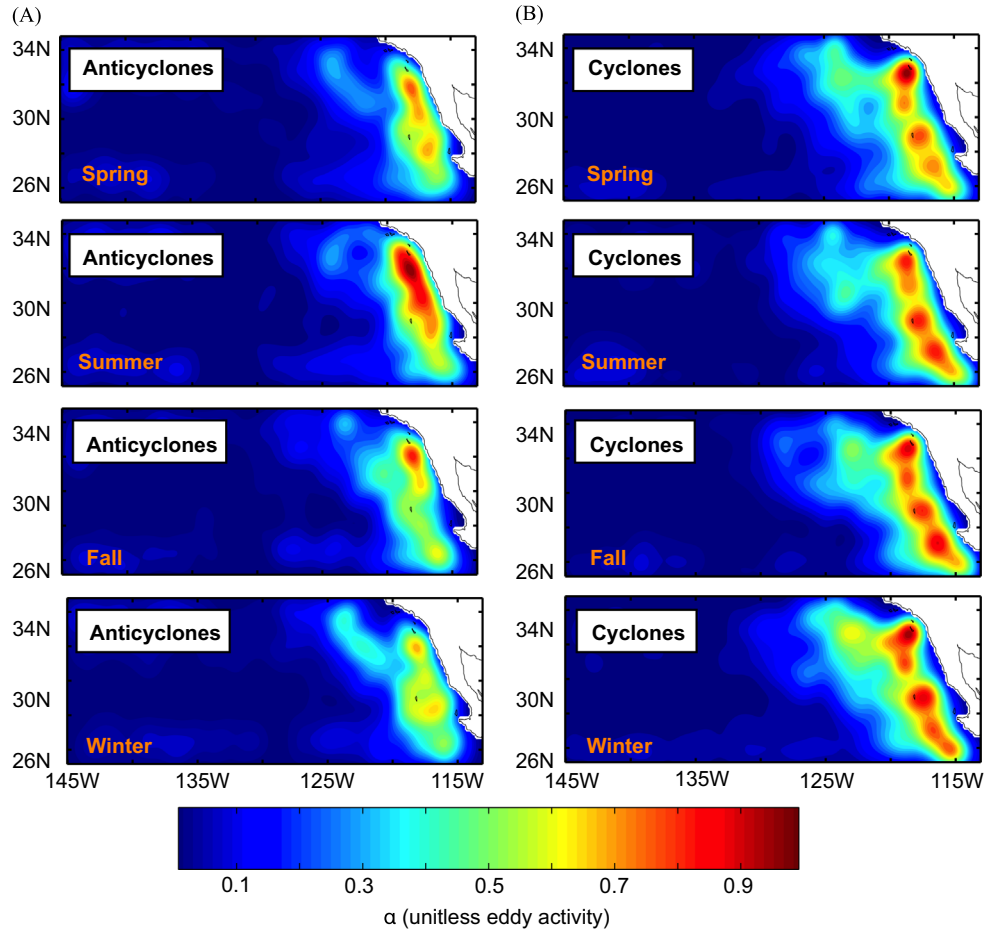 (A)
(B)
34N
Anticyclones
30N
Spring
26N
Cyclones
Spring
34N
Anticyclones
30N
Summer
26N
Cyclones
Summer
34N
Anticyclones
30N
Fall
26N
Cyclones
Fall
34N
Anticyclones
30N
Winter
26N
145W 135W 125W 115W
34N
30N
26N
34N
30N
26N
34N
30N
26N
Cyclones
34N
30N
Winter
26N
145W 135W 125W 115W
0.1 0.3 0.5 0.7 0.9
α (unitless eddy activity)